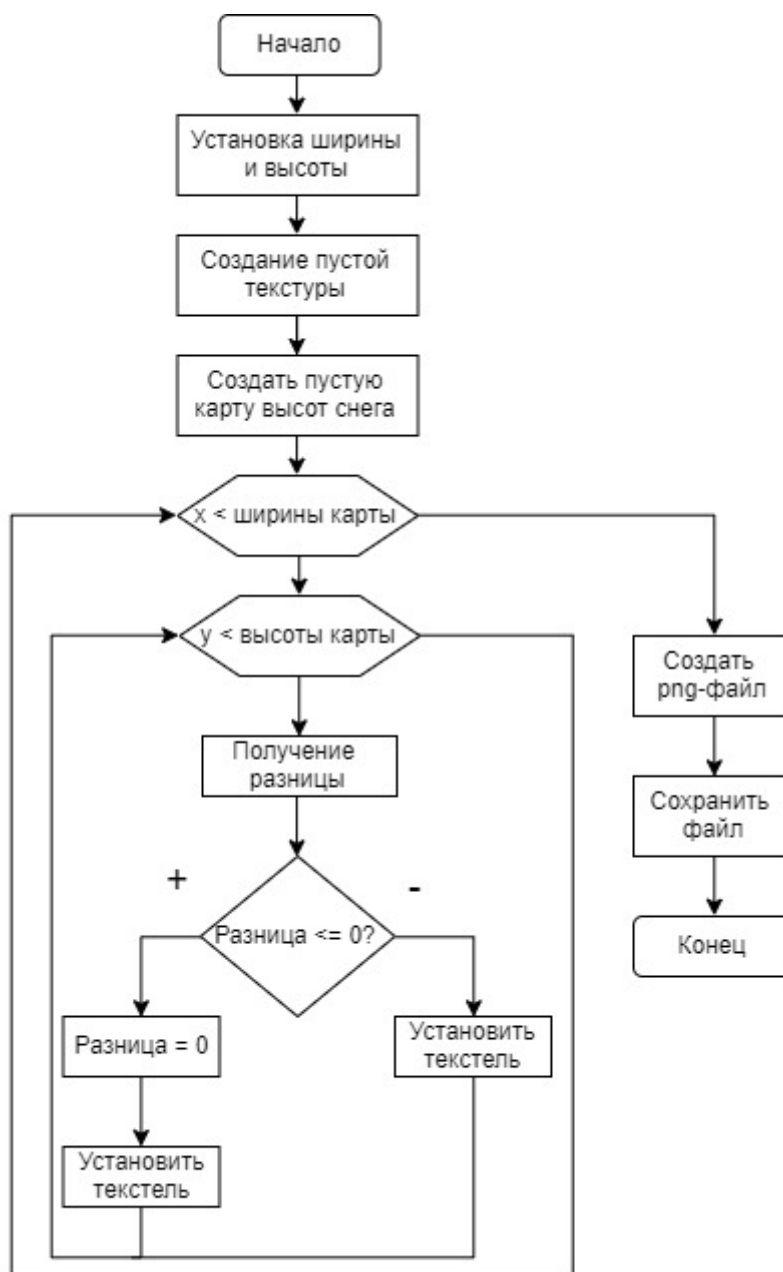 Начало
Установка ширины
и высоты
Создание пустой
текстуры
Создать пустую
карту высот снега
x < ширины карты
y < высоты карты
Получение
разницы
+
-
Разница <= 0?
Разница = 0
Установить
текстель
Установить
текстель
Создать
png-файл
Сохранить
файл
Конец